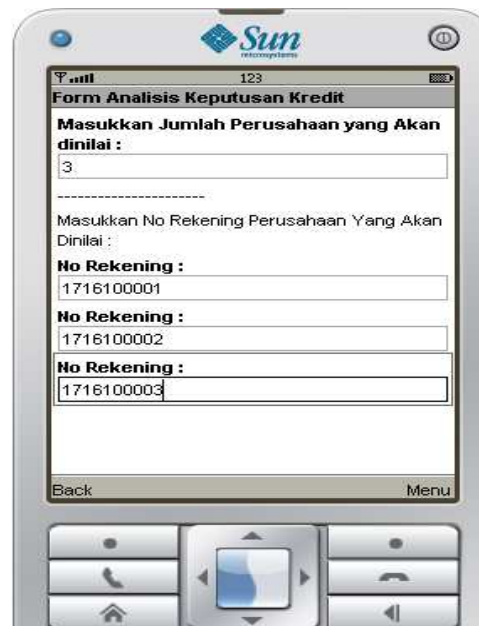 Sun
microsystems
123
Form Analisis Keputusan Kredit
Masukkan Jumlah Perusahaan yang Akan
dinilai :
3
----------------------
Masukkan No Rekening Perusahaan Yang Akan
Dinilai :
No Rekening :
1716100001
No Rekening :
1716100002
No Rekening :
1716100003
Back Menu